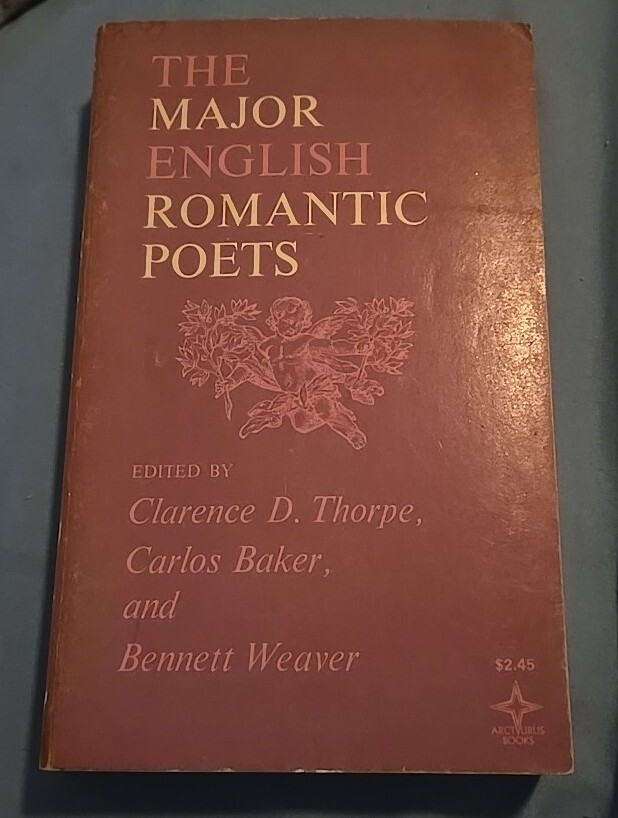 THE
MAJOR
ENGLISH
ROMANTIC
POETS
EDITED BY
Clarence D. Thorpe,
Carlos Baker,
and
Bennett Weaver
$2.45
ARCTURUS
BOOKS